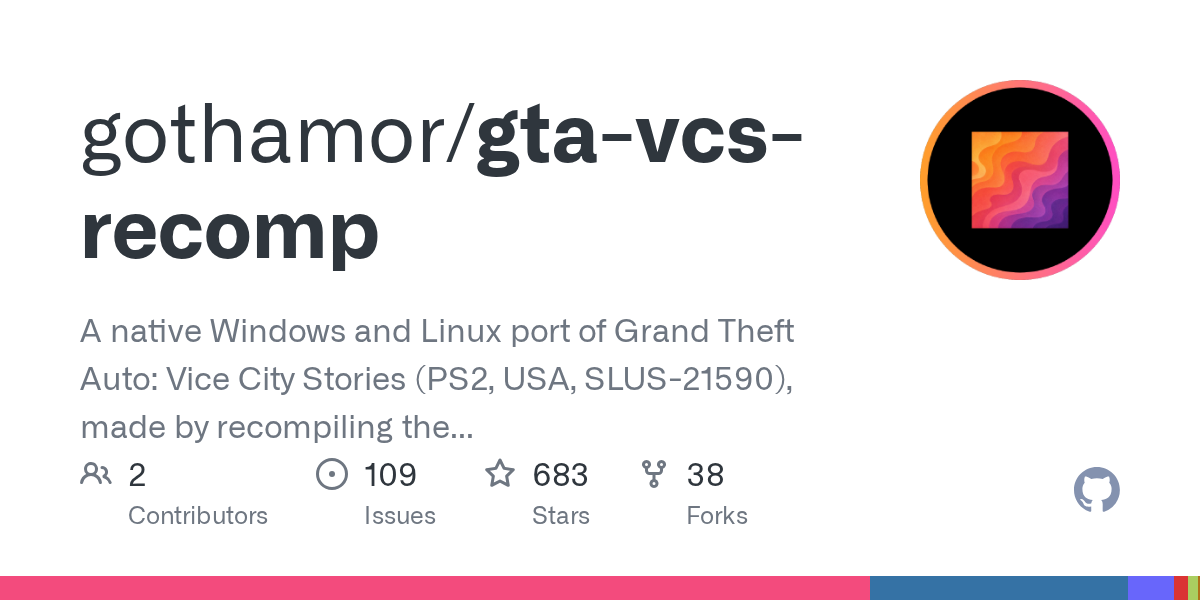 gothamor/gta-vcs-
recomp
A native Windows and Linux port of Grand Theft
Auto: Vice City Stories (PS2, USA, SLUS-21590),
made by recompiling the...
2 109 683 38
Contributors Issues Stars Forks